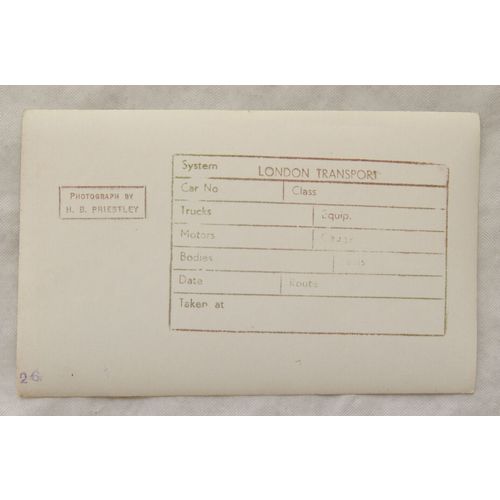 System LONDON TRANSPORT
Car No Class
Trucks Equip.
Motors
Bodies
Date Route
Taken at
PHOTOGRAPH BY
H. B. PRIESTLEY
26